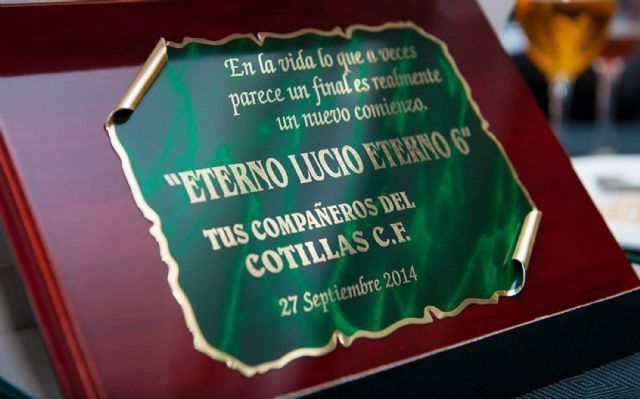 En la vida lo que a veces
parece un final es realmente
un nuevo comienzo.
"ETERNO LUCIO ETERNO 6"
TUS COMPAÑEROS DEL
COTILLAS C.F.
27 Septiembre 2014